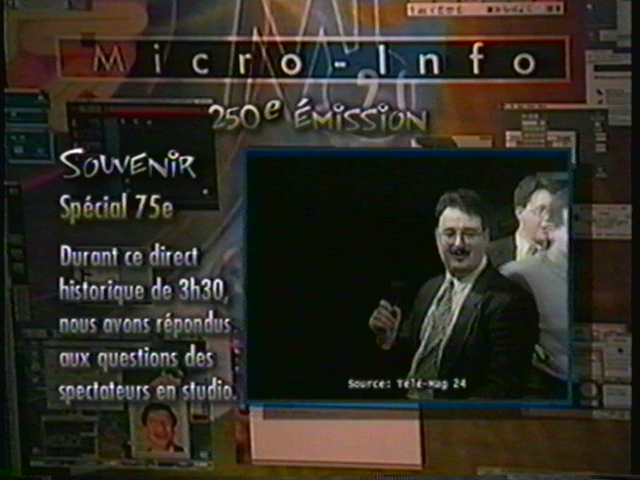 Micro-Info
250e ÉMISSION
SOUVENIR
Spécial 75e
Durant ce direct
historique de 3h30,
nous avons répondus
aux questions des
spectateurs en studio.
Source: Télé-Mag 24